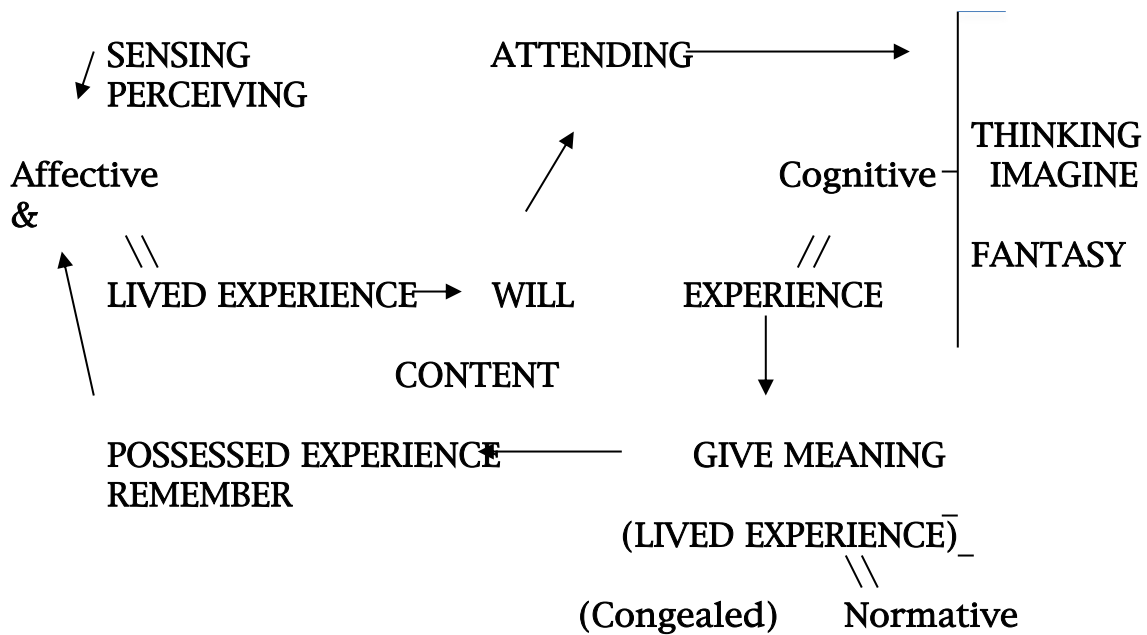 SENSING ATTENDING
PERCEIVING
THINKING
Affective Cognitive IMAGINE
&
FANTASY
LIVED EXPERIENCE WILL EXPERIENCE
CONTENT
POSSESSED EXPERIENCE GIVE MEANING
REMEMBER
(LIVED EXPERIENCE)
(Congealed) Normative